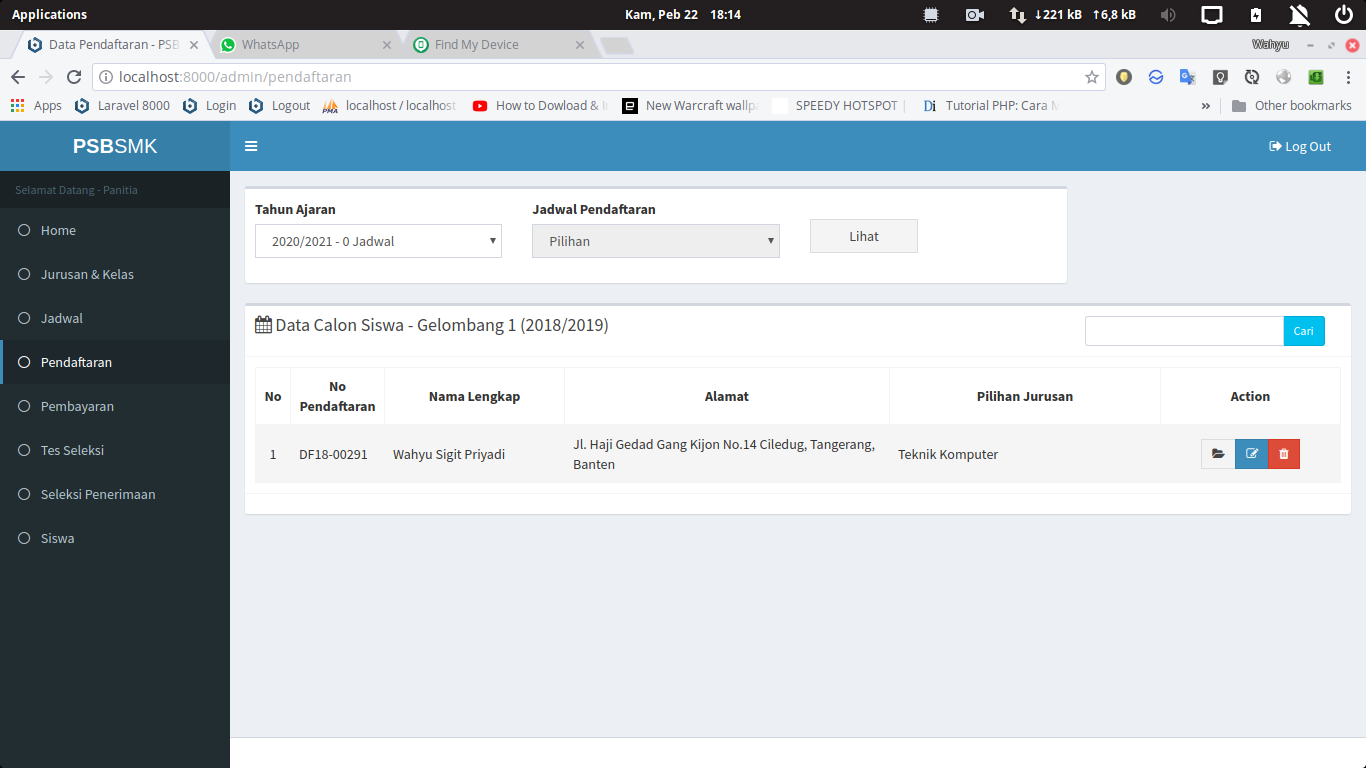 Applications
Kam, Peb 22 18:14
↓221 kB ↑6,8 kB
Data Pendaftaran - PSB
WhatsApp
Find My Device
Wahyu
localhost:8000/admin/pendaftaran
Apps
Laravel 8000
Login
Logout
localhost / localhost
How to Dowload &
New Warcraft wallp
SPEEDY HOTSPOT |
Tutorial PHP: Cara
»
Other bookmarks
PSBSMK
Log Out
Selamat Datang - Panitia
Home
Jurusan & Kelas
Jadwal
Pendaftaran
Pembayaran
Tes Seleksi
Seleksi Penerimaan
Siswa
Tahun Ajaran
Jadwal Pendaftaran
2020/2021 - 0 Jadwal
Pilihan
Lihat
Data Calon Siswa - Gelombang 1 (2018/2019)
Cari
No
No
Pendaftaran
Nama Lengkap
Alamat
Pilihan Jurusan
Action
1
DF18-00291
Wahyu Sigit Priyadi
Jl. Haji Gedad Gang Kijon No.14 Ciledug, Tangerang,
Banten
Teknik Komputer